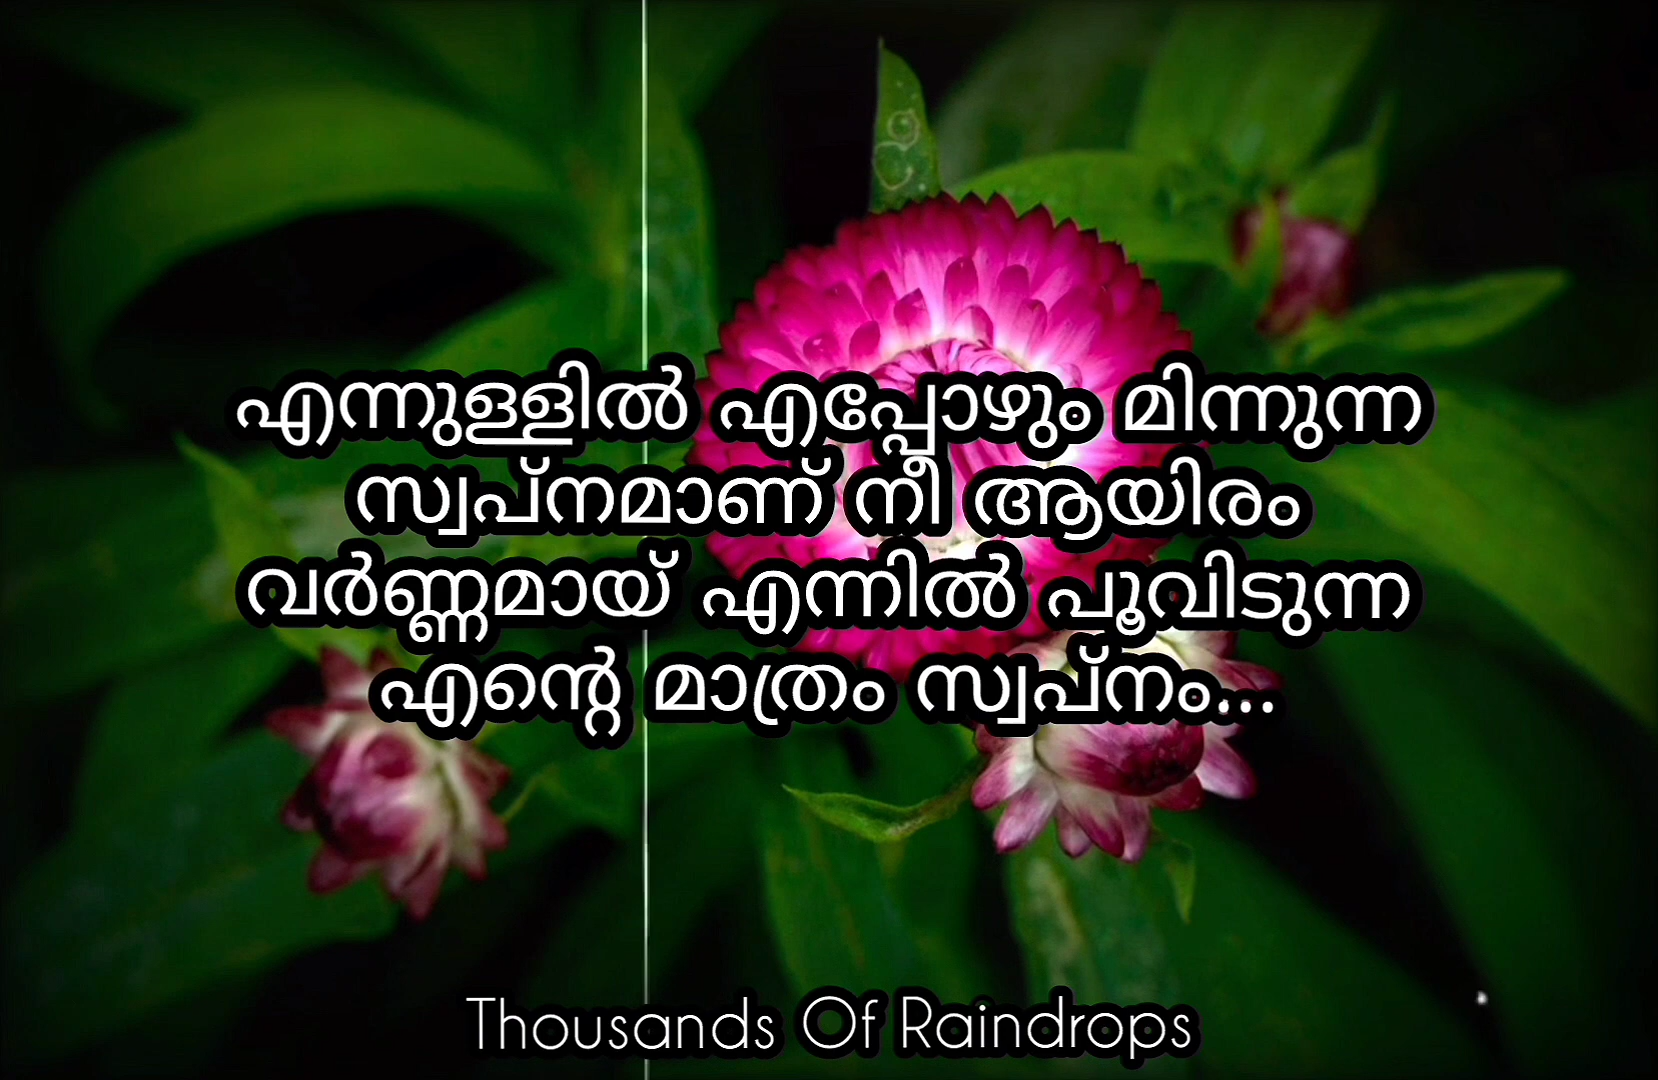 എന്നുള്ളിൽ എപ്പോഴും മിന്നുന്ന
സ്വപ്നമാണ് നീ ആയിരം
വർണ്ണമായ് എന്നിൽ പൂവിടുന്ന
എന്റെ മാത്രം സ്വപ്നം...
Thousands Of Raindrops